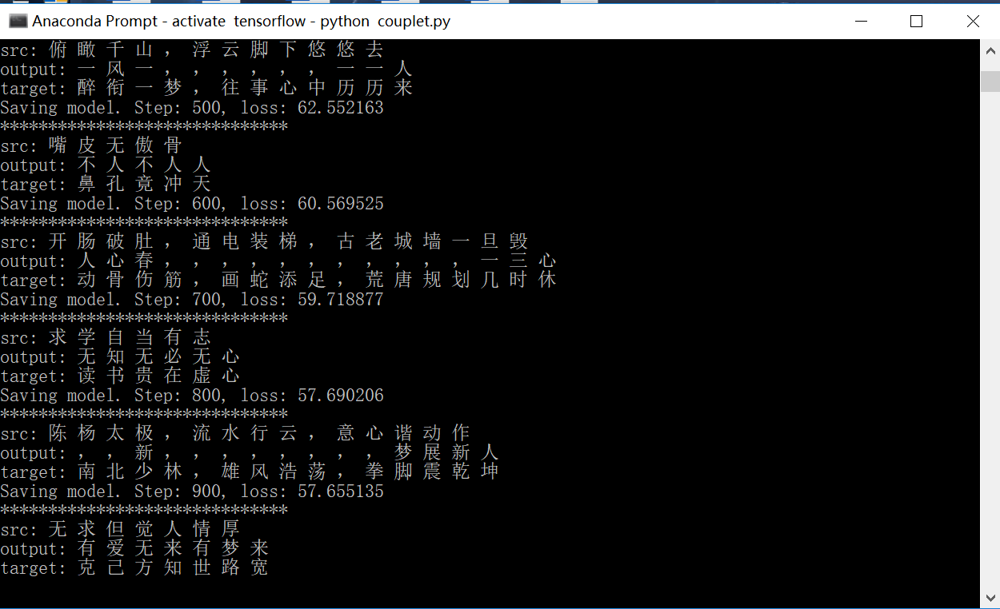 Anaconda Prompt - activate  tensorflow - python  couplet.py
src: 俯 瞰 千 山 ， 浮 云 脚 下 悠 悠 去
output: 一 风 一 ， ， ， ， ， ， 一 一 人
target: 醉 衔 一 梦 ， 往 事 心 中 历 历 来
Saving model. Step: 500, loss: 62.552163
******************************
src: 嘴 皮 无 傲 骨
output: 不 人 不 人 人
target: 鼻 孔 竟 冲 天
Saving model. Step: 600, loss: 60.569525
******************************
src: 开 肠 破 肚 ， 通 电 装 梯 ， 古 老 城 墙 一 旦 毁
output: 人 心 春 ， ， ， ， ， ， ， ， ， ， ， 一 三 心
target: 动 骨 伤 筋 ， 画 蛇 添 足 ， 荒 唐 规 划 几 时 休
Saving model. Step: 700, loss: 59.718877
******************************
src: 求 学 自 当 有 志
output: 无 知 无 必 无 心
target: 读 书 贵 在 虚 心
Saving model. Step: 800, loss: 57.690206
******************************
src: 陈 杨 太 极 ， 流 水 行 云 ， 意 心 谐 动 作
output: ， ， 新 ， ， ， ， ， ， ， ， 梦 展 新 人
target: 南 北 少 林 ， 雄 风 浩 荡 ， 拳 脚 震 乾 坤
Saving model. Step: 900, loss: 57.655135
******************************
src: 无 求 但 觉 人 情 厚
output: 有 爱 无 来 有 梦 来
target: 克 己 方 知 世 路 宽